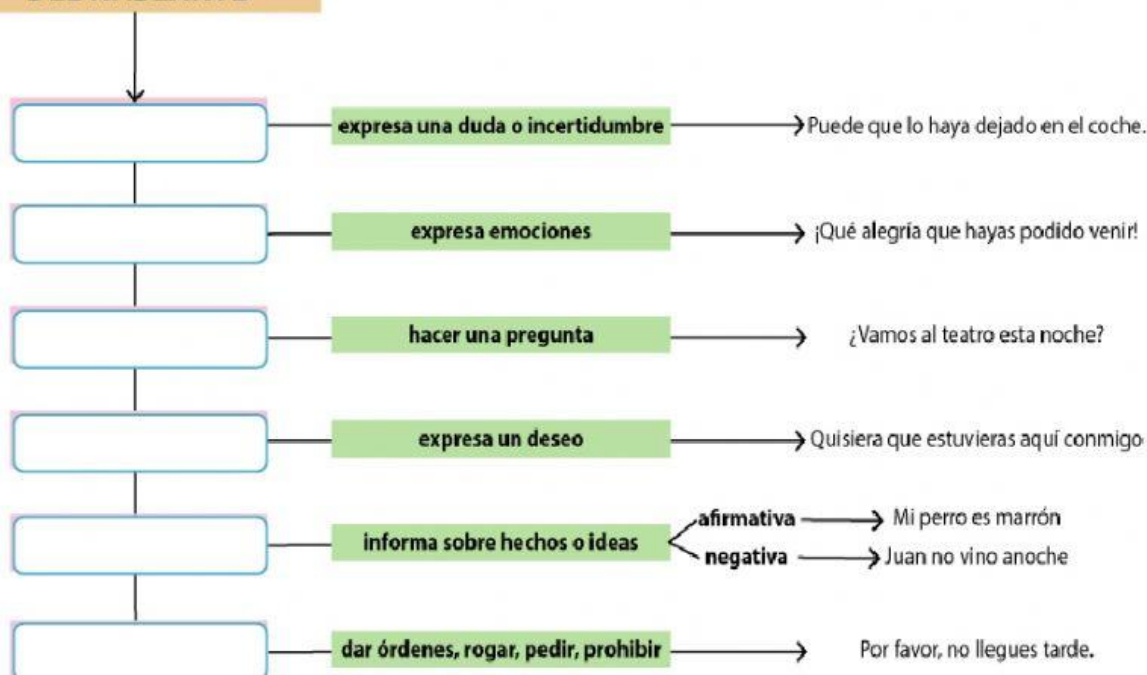 expresa una duda o incertidumbre Puede que lo haya dejado en el coche.
expresa emociones ¡Qué alegría que hayas podido venir!
hacer una pregunta ¿Vamos al teatro esta noche?
expresa un deseo Quisiera que estuvieras aquí conmigo
informa sobre hechos o ideas
afirmativa Mi perro es marrón
negativa Juan no vino anoche
dar órdenes, rogar, pedir, prohibir Por favor, no llegues tarde.